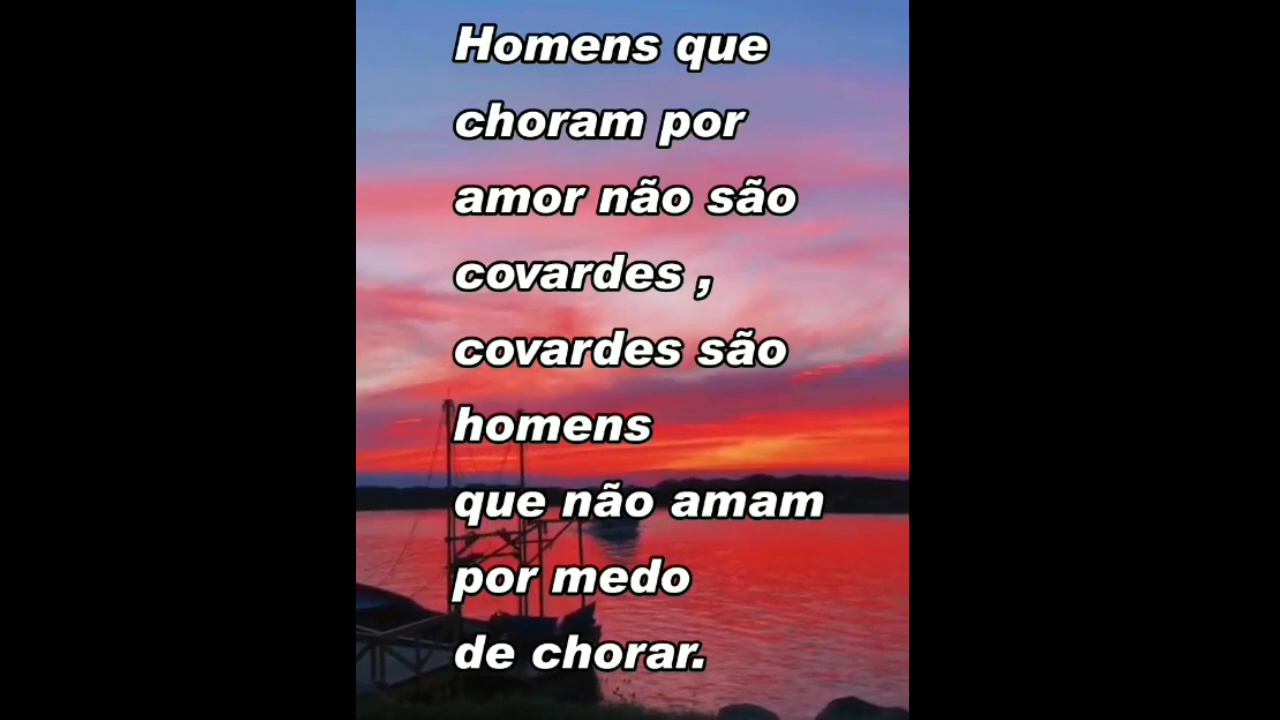 Homens que
choram por
amor não são
covardes ,
covardes são
homens
que não amam
por medo
de chorar.